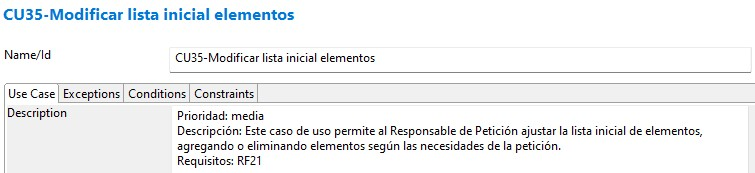 CU35-Modificar lista inicial elementos
Name/Id
CU35-Modificar lista inicial elementos
Use Case Exceptions Conditions Constraints
Description
Prioridad: media
Descripción: Este caso de uso permite al Responsable de Petición ajustar la lista inicial de elementos,
agregando o eliminando elementos según las necesidades de la petición.
Requisitos: RF21